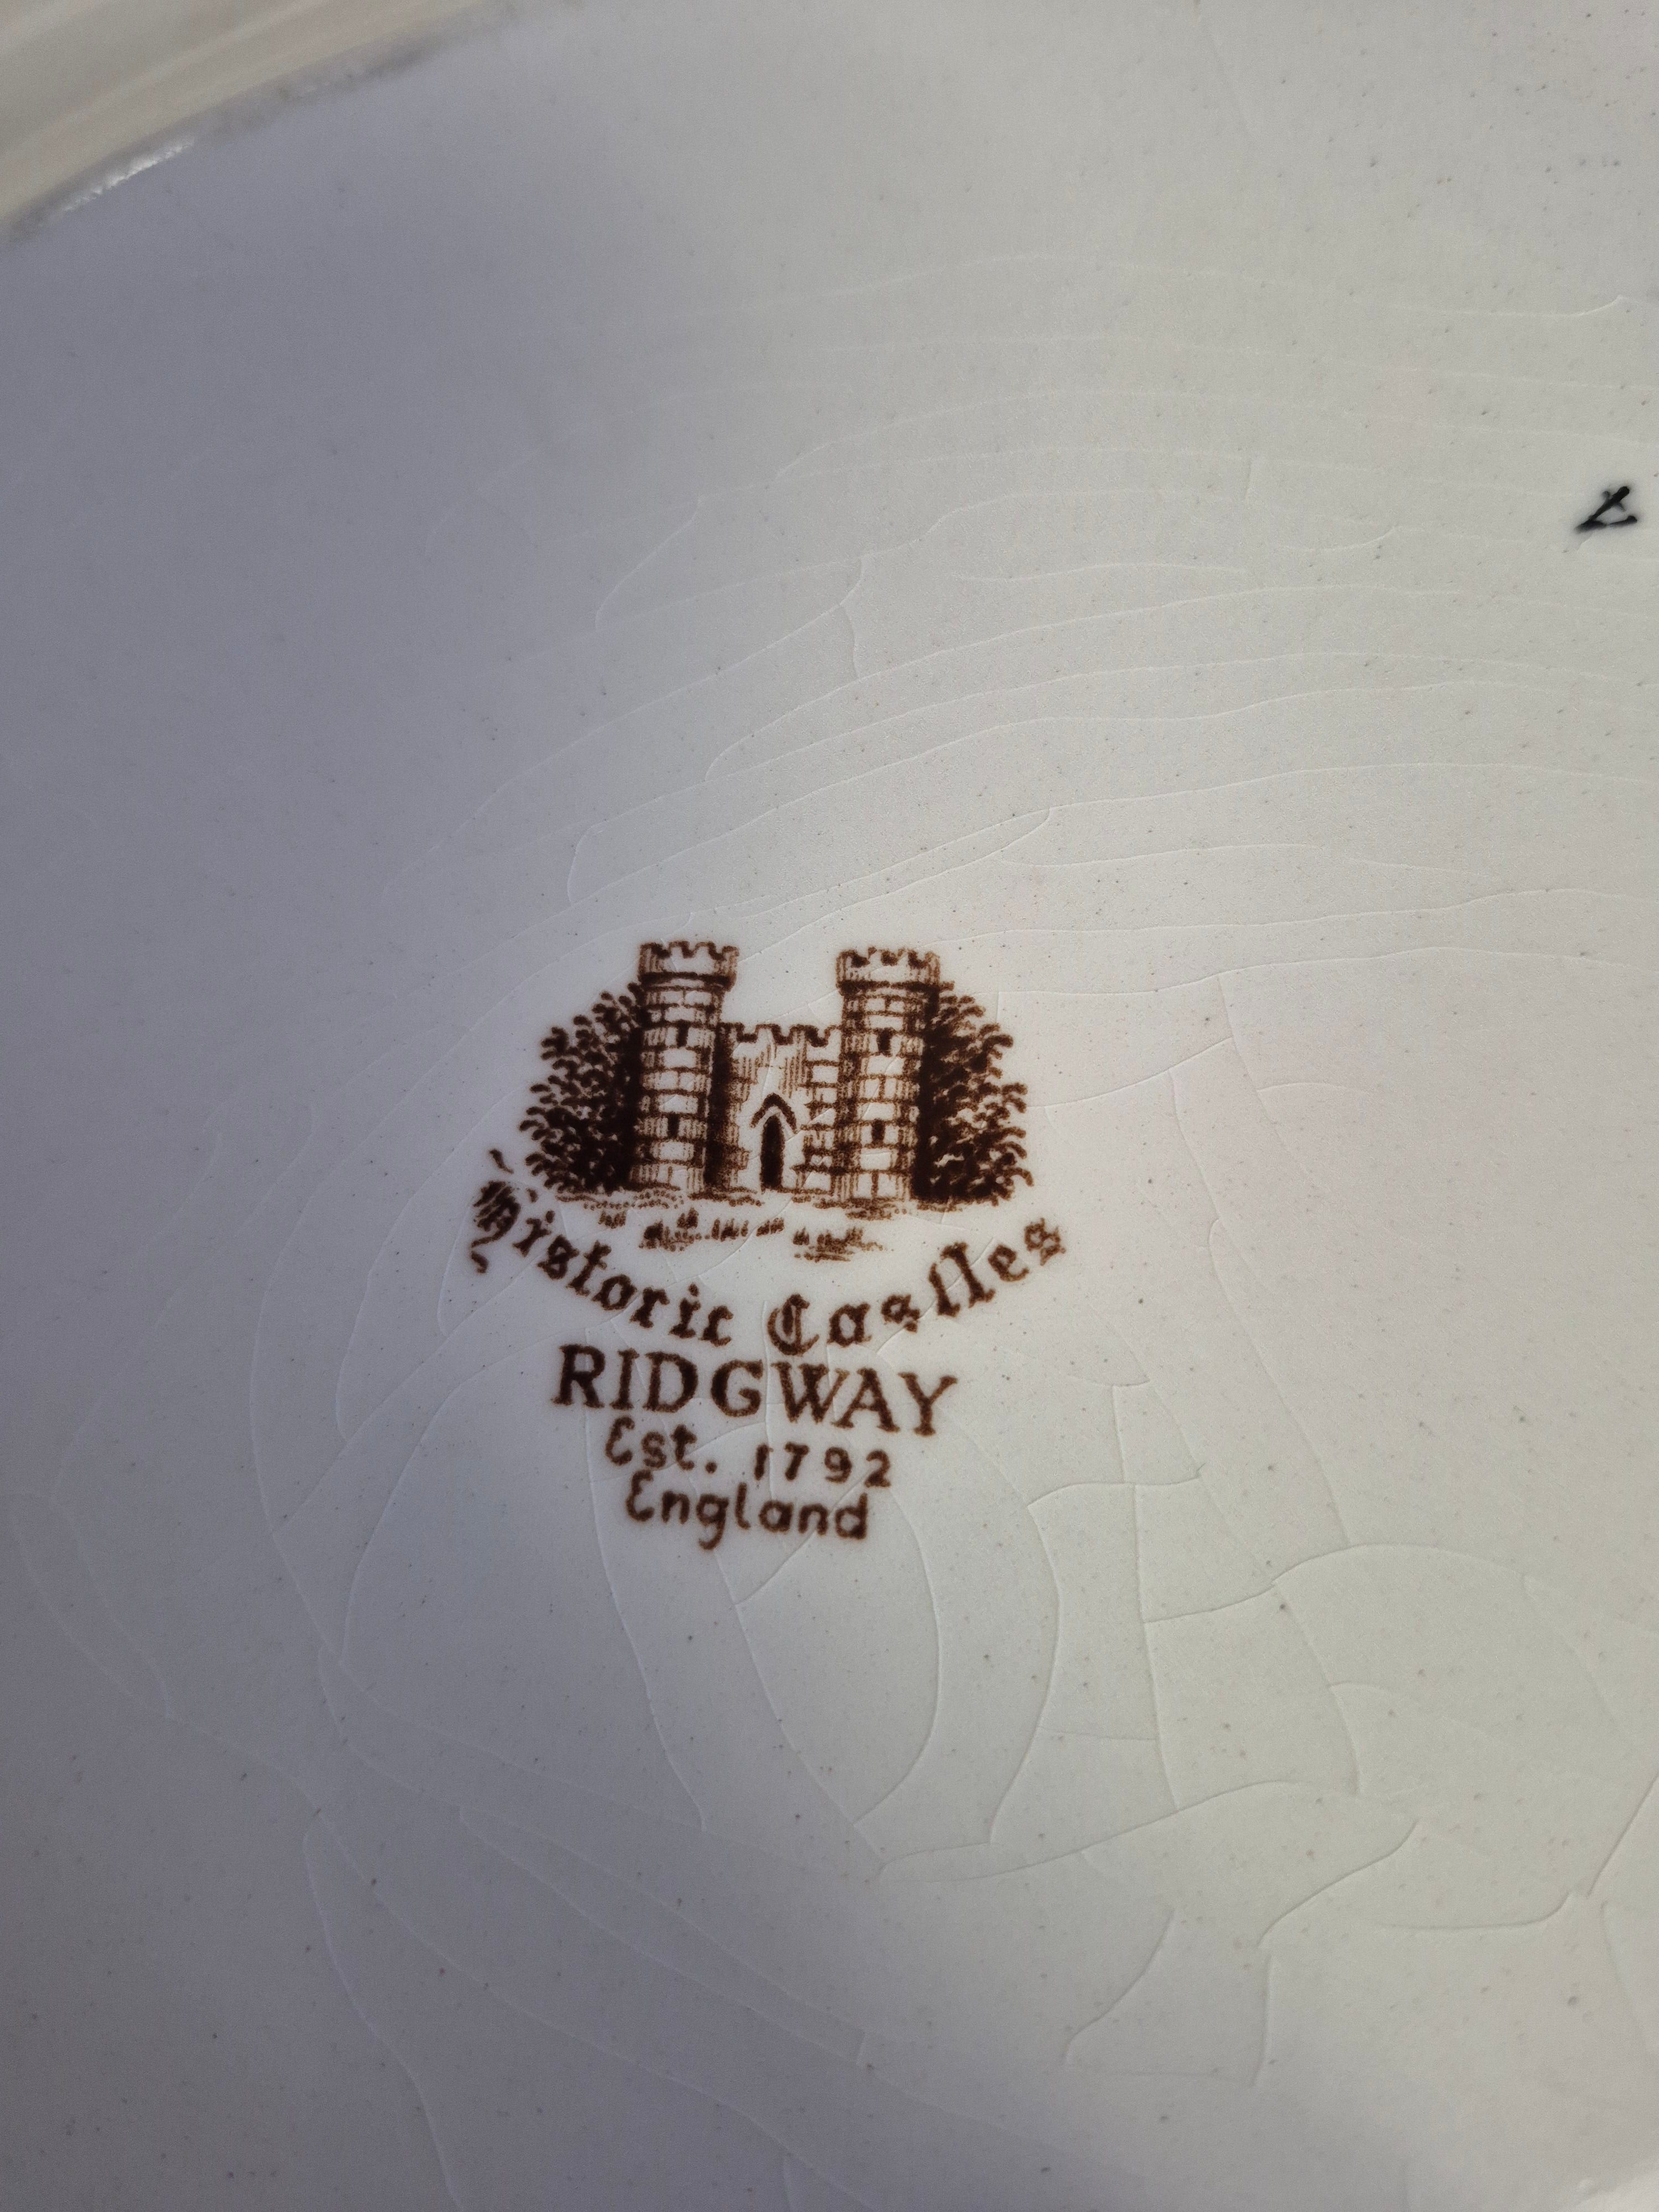 Historic Castles
RIDGWAY
Est. 1792
England